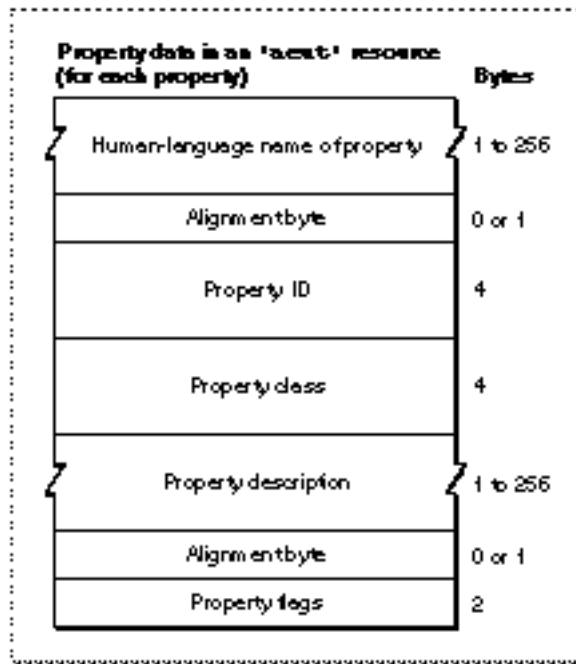 Property data in an 'aeut' resource
(for each property) Bytes
Human-language name of property 1 to 256
Alignment byte 0 or 1
Property ID 4
Property class 4
Property description 1 to 256
Alignment byte 0 or 1
Property flags 2